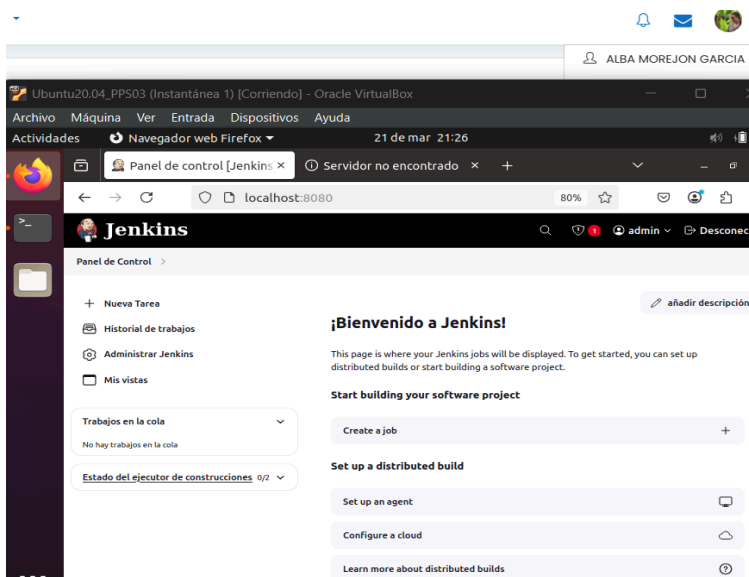 ALBA MOREJON GARCIA
Ubuntu20.04_PPS03 (Instantánea 1) [Corriendo] - Oracle VirtualBox
Archivo Máquina Ver Entrada Dispositivos Ayuda
Actividades Navegador web Firefox 21 de mar 21:26
Panel de control [Jenkins × Servidor no encontrado × +
localhost:8080 80%
Jenkins 1 admin Desconec
Panel de Control >
Nueva Tarea
añadir descripción
Historial de trabajos
¡Bienvenido a Jenkins!
Administrar Jenkins
This page is where your Jenkins jobs will be displayed. To get started, you can set up
distributed builds or start building a software project.
Mis vistas
Start building your software project
Trabajos en la cola
Create a job
No hay trabajos en la cola
Set up a distributed build
Estado del ejecutor de construcciones 0/2
Set up an agent
Configure a cloud
Learn more about distributed builds